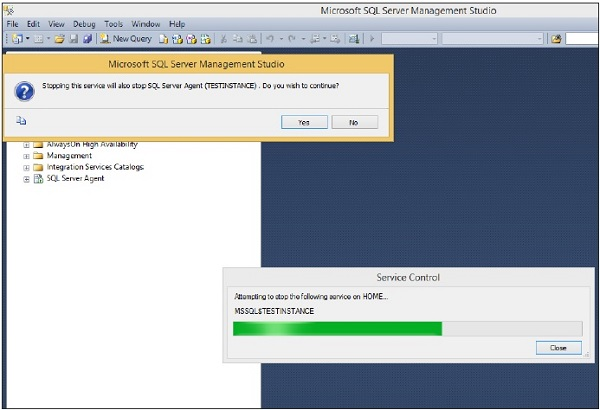 Microsoft SQL Server Management Studio
File Edit View Debug Tools Window Help
New Query
Microsoft SQL Server Management Studio
Stopping this service will also stop SQL Server Agent (TESTINSTANCE) . Do you wish to continue?
Yes No
AlwaysOn High Availability
Management
Integration Services Catalogs
SQL Server Agent
Service Control
Attempting to stop the following service on HOME...
MSSQL$TESTINSTANCE
Close